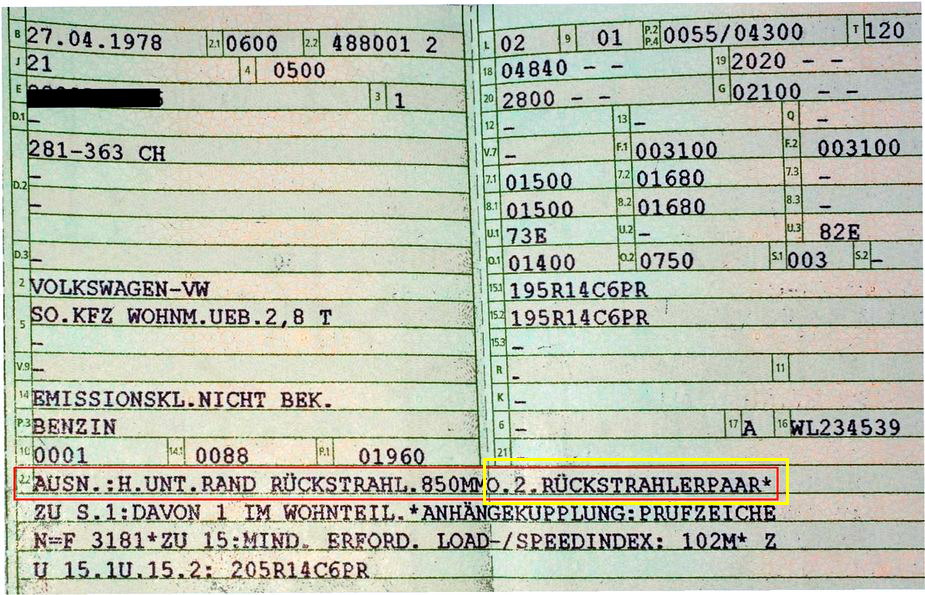 B 27.04.1978 2.1 0600 2.2 488001 2
J 21 4 0500
E 3 1
D.1 –
281-363 CH
D.2 –
–
D.3 –
2 VOLKSWAGEN-VW
5 SO.KFZ WOHNM.UEB.2,8 T
–
V.9 –
14 EMISSIONSKL.NICHT BEK.
P.3 BENZIN
10 0001 14.1 0088 P.1 01960
L 02 9 01 P.2 P.4 0055/04300 T 120
18 04840 – – 19 2020 – –
20 2800 – – G 02100 – –
12 – 13 – Q –
V.7 – F.1 003100 F.2 003100
7.1 01500 7.2 01680 7.3 –
8.1 01500 8.2 01680 8.3 –
U.1 73E U.2 – U.3 82E
O.1 01400 O.2 0750 S.1 003 S.2 –
15.1 195R14C6PR
15.2 195R14C6PR
15.3 –
R – 11
K –
6 – 17 A 16 WL234539
21
22 AUSN.:H.UNT.RAND RÜCKSTRAHL.850MMO.2.RÜCKSTRAHLERPAAR*
ZU S.1:DAVON 1 IM WOHNTEIL.*ANHÄNGEKUPPLUNG:PRUFZEICHE
N=F 3181*ZU 15:MIND. ERFORD. LOAD-/SPEEDINDEX: 102M* Z
U 15.1U.15.2: 205R14C6PR